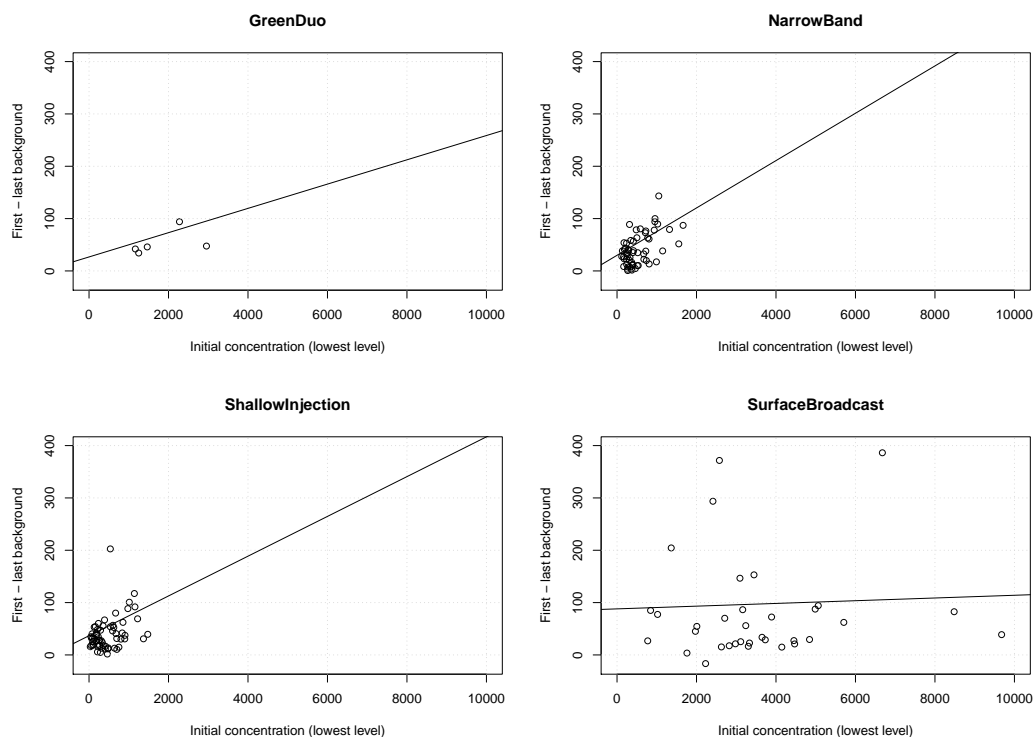 GreenDuo
400
300
200
100
0
First − last background
0 2000 4000 6000 8000 10000
Initial concentration (lowest level)
NarrowBand
400
300
200
100
0
First − last background
0 2000 4000 6000 8000 10000
Initial concentration (lowest level)
ShallowInjection
400
300
200
100
0
First − last background
0 2000 4000 6000 8000 10000
Initial concentration (lowest level)
SurfaceBroadcast
400
300
200
100
0
First − last background
0 2000 4000 6000 8000 10000
Initial concentration (lowest level)